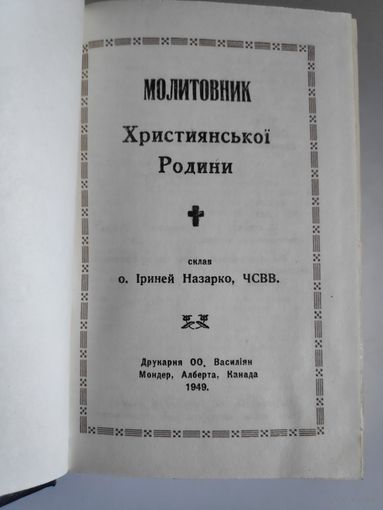 МОЛИТОВНИК
Християнської
Родини
склав
о. Іриней Назарко, ЧСВВ.
Друкарня ОО. Василіян
Мондер, Алберта, Канада
1949.